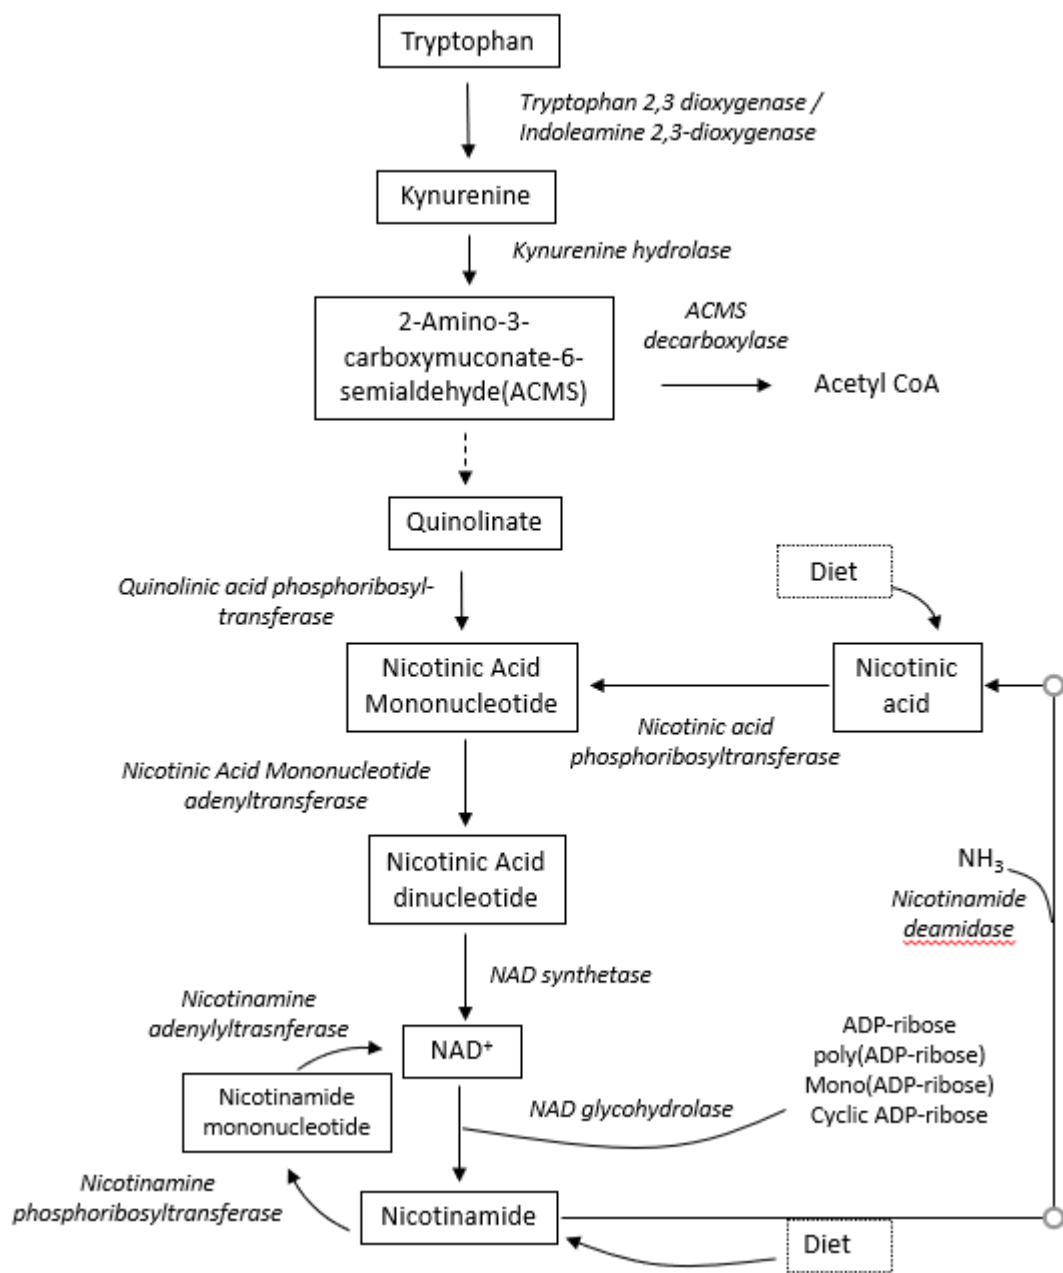 Tryptophan
Tryptophan 2,3 dioxygenase /
Indoleamine 2,3-dioxygenase
Kynurenine
Kynurenine hydrolase
2-Amino-3-
carboxymuconate-6-
semialdehyde(ACMS)
ACMS
decarboxylase
Acetyl CoA
Quinolinate
Quinolinic acid phosphoribosyl-
transferase
Diet
Nicotinic Acid
Mononucleotide
Nicotinic
acid
Nicotinic acid
phosphoribosyltransferase
Nicotinic Acid Mononucleotide
adenyltransferase
Nicotinic Acid
dinucleotide
NH₃
Nicotinamide
deamidase
NAD synthetase
Nicotinamine
adenylyltrasnferase
NAD⁺
ADP-ribose
poly(ADP-ribose)
Mono(ADP-ribose)
Cyclic ADP-ribose
Nicotinamide
mononucleotide
NAD glycohydrolase
Nicotinamine
phosphoribosyltransferase
Nicotinamide
Diet